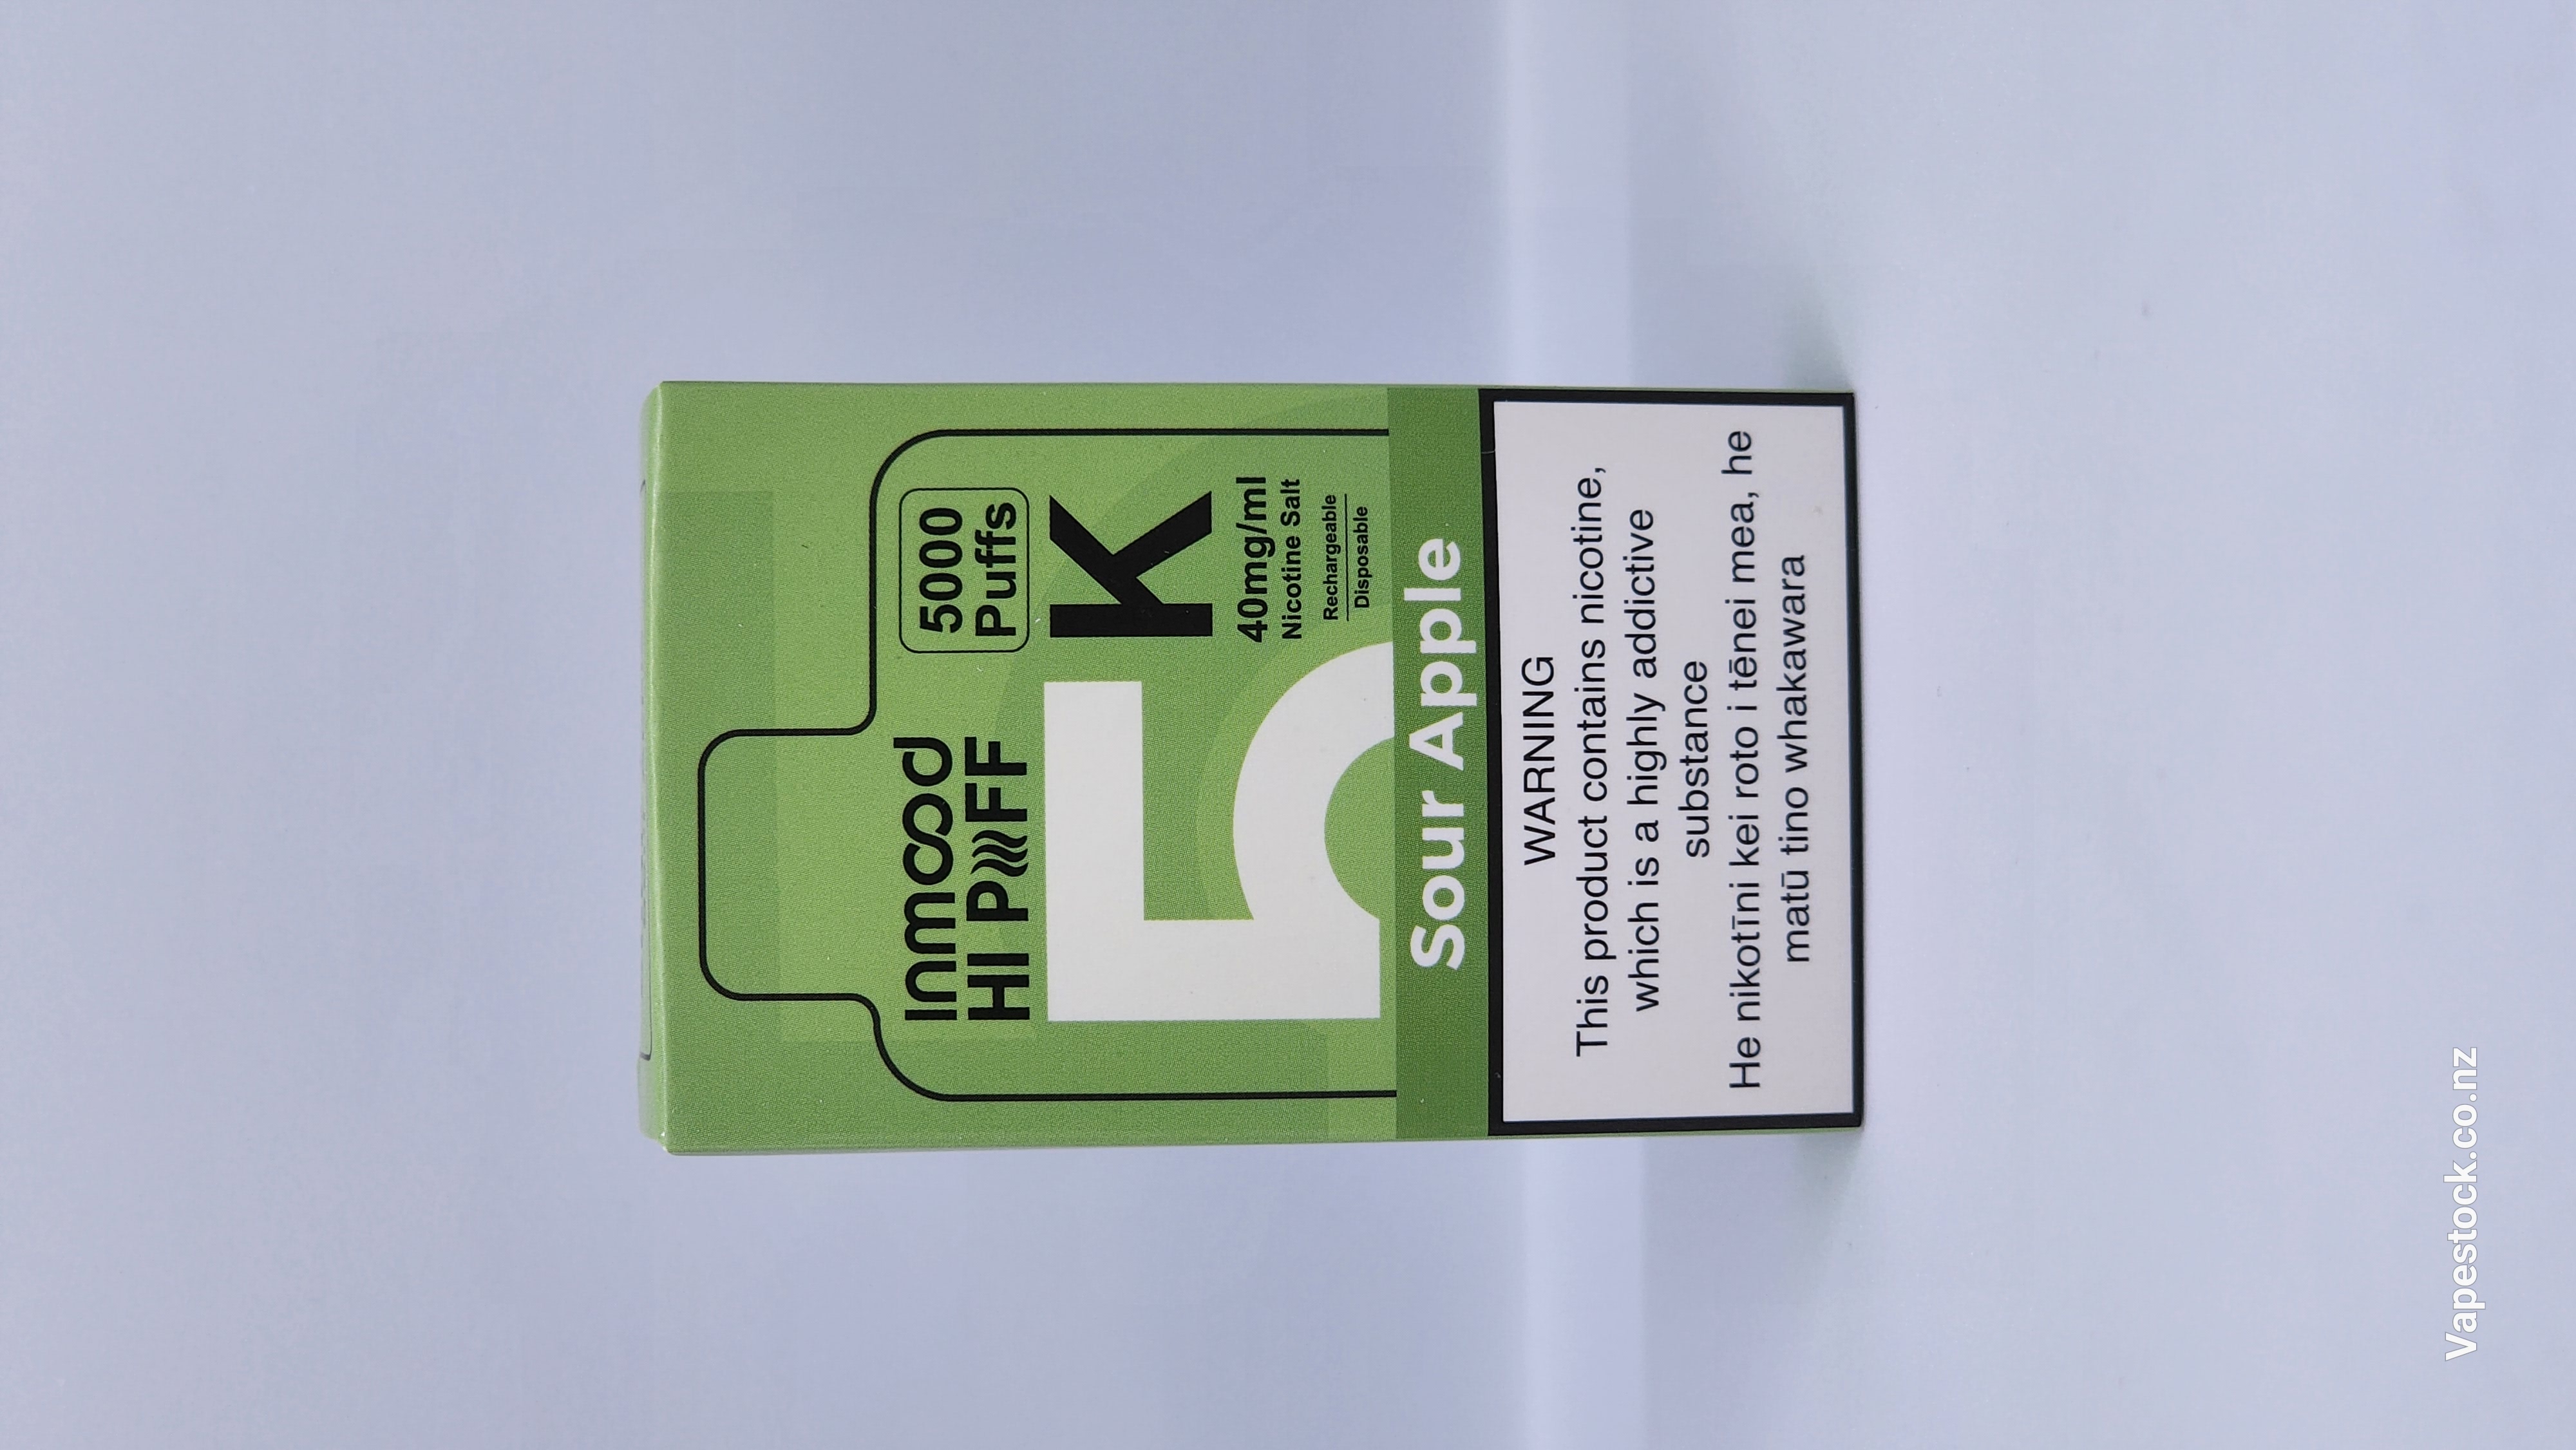 Inmood
HI PUFF
5000
Puffs
5K
40mg/ml
Nicotine Salt
Rechargeable
Disposable
Sour Apple
WARNING
This product contains nicotine,
which is a highly addictive
substance
He nikotīni kei roto i tēnei mea, he
matū tino whakawara
Vapestock.co.nz